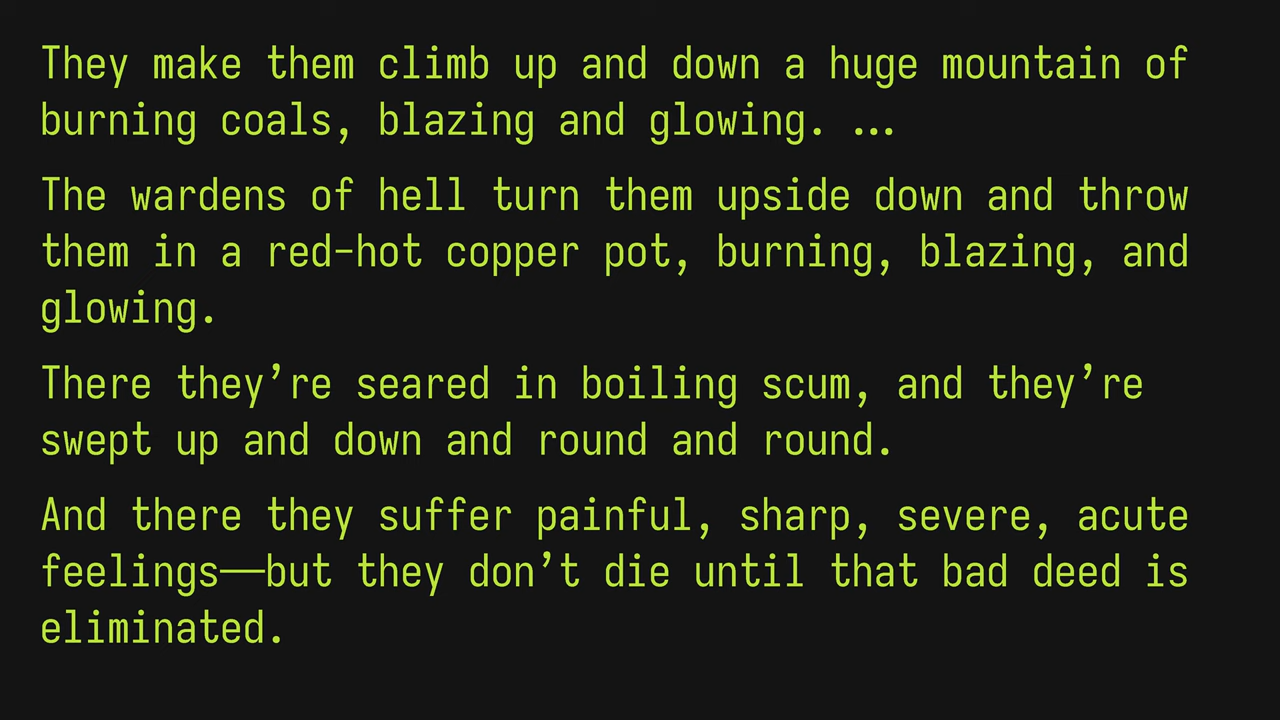 They make them climb up and down a huge mountain of
burning coals, blazing and glowing. …
The wardens of hell turn them upside down and throw
them in a red-hot copper pot, burning, blazing, and
glowing.
There they’re seared in boiling scum, and they’re
swept up and down and round and round.
And there they suffer painful, sharp, severe, acute
feelings—but they don’t die until that bad deed is
eliminated.